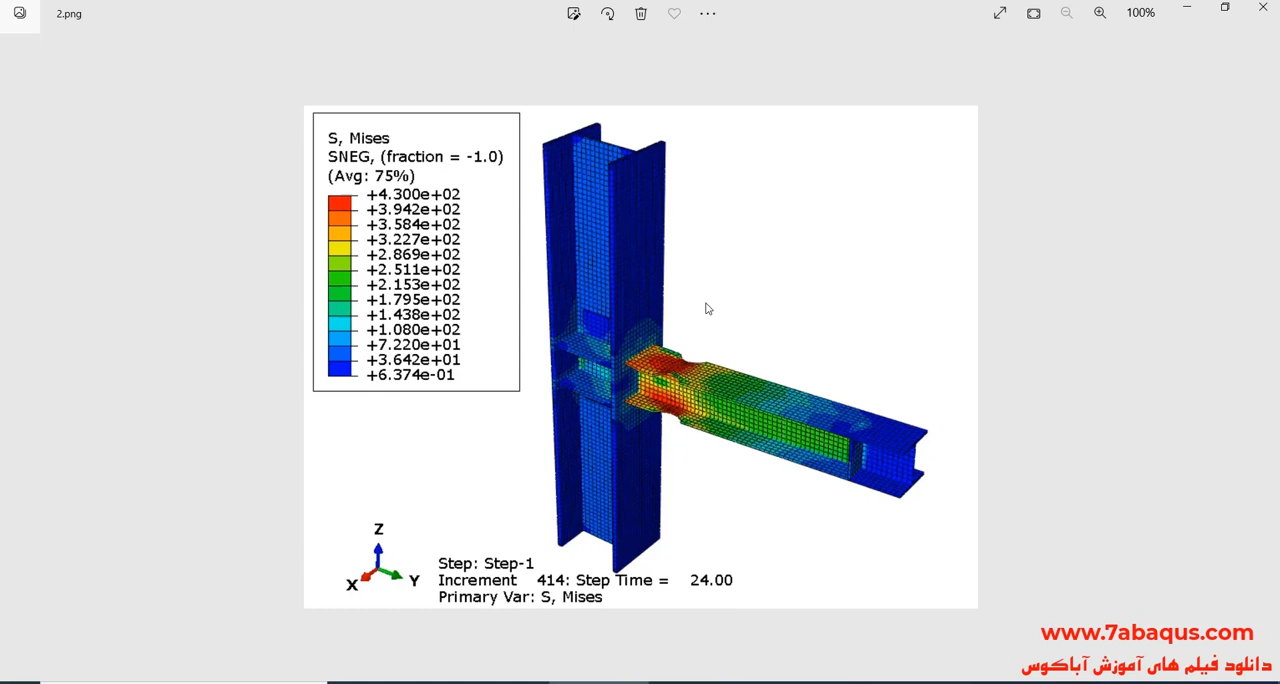 2.png
100%
S, Mises
SNEG, (fraction = -1.0)
(Avg: 75%)
+4.300e+02
+3.942e+02
+3.584e+02
+3.227e+02
+2.869e+02
+2.511e+02
+2.153e+02
+1.795e+02
+1.438e+02
+1.080e+02
+7.220e+01
+3.642e+01
+6.374e-01
Z
X
Y
Step: Step-1
Increment 414: Step Time = 24.00
Primary Var: S, Mises
www.7abaqus.com
دانلود فیلم های آموزش آباکوس